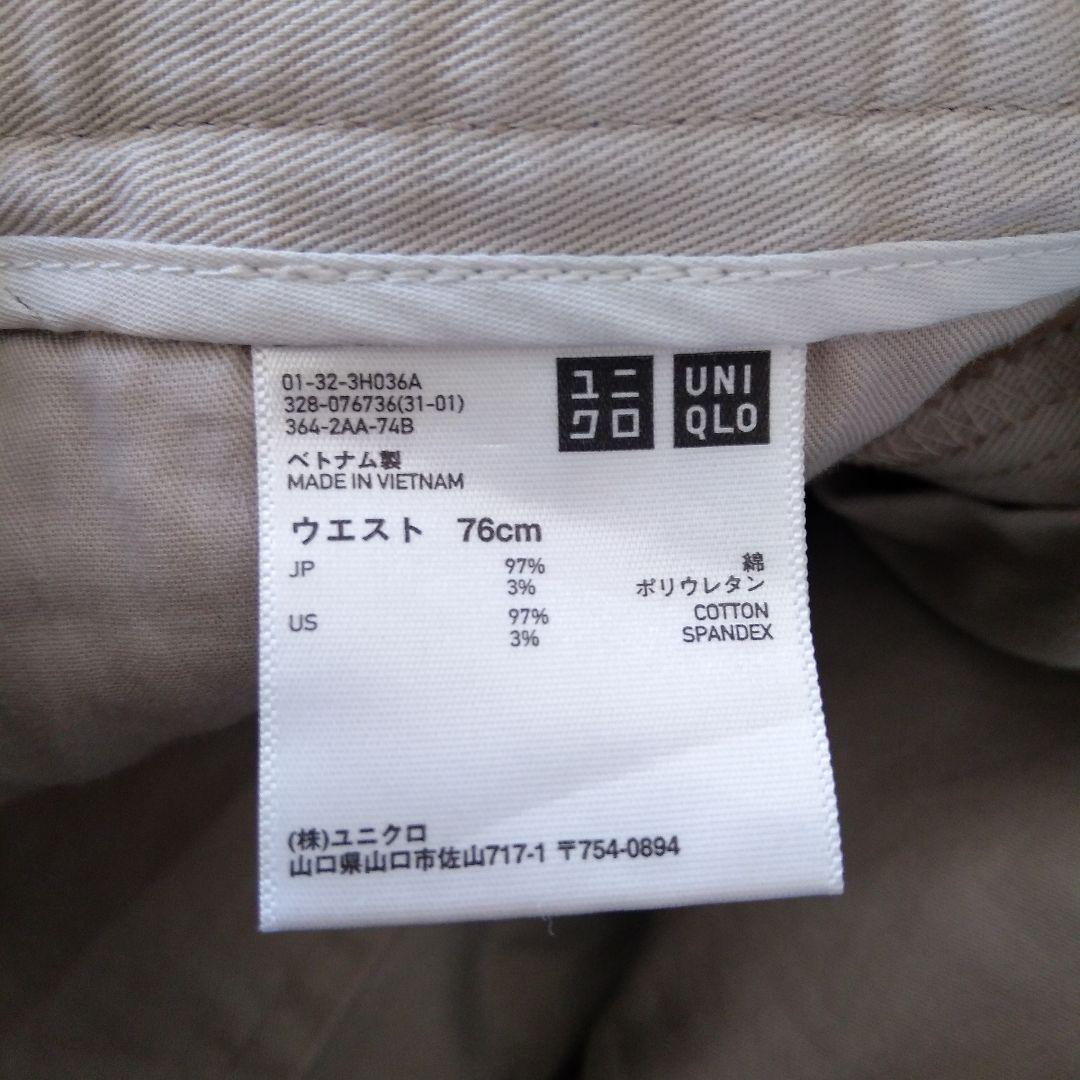 01-32-3H036A
328-076736(31-01)
364-2AA-74B
ユニ
クロ
UNI
QLO
ベトナム製
MADE IN VIETNAM
ウエスト 76cm
JP 97% 綿
3% ポリウレタン
US 97% COTTON
3% SPANDEX
(株)ユニクロ
山口県山口市佐山717-1 〒754-0894